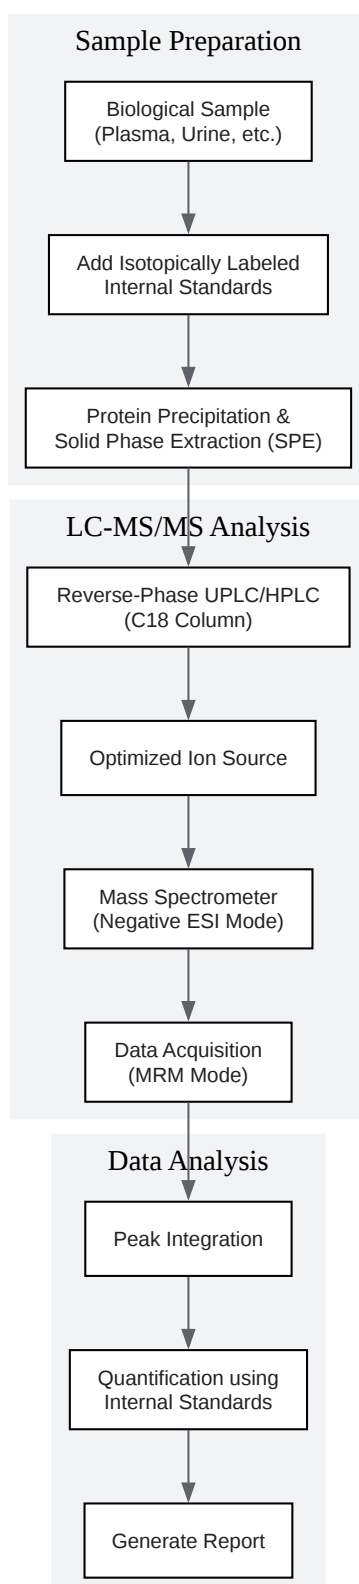 Sample Preparation
Biological Sample
(Plasma, Urine, etc.)
Add Isotopically Labeled
Internal Standards
Protein Precipitation &
Solid Phase Extraction (SPE)
LC-MS/MS Analysis
Reverse-Phase UPLC/HPLC
(C18 Column)
Optimized Ion Source
Mass Spectrometer
(Negative ESI Mode)
Data Acquisition
(MRM Mode)
Data Analysis
Peak Integration
Quantification using
Internal Standards
Generate Report